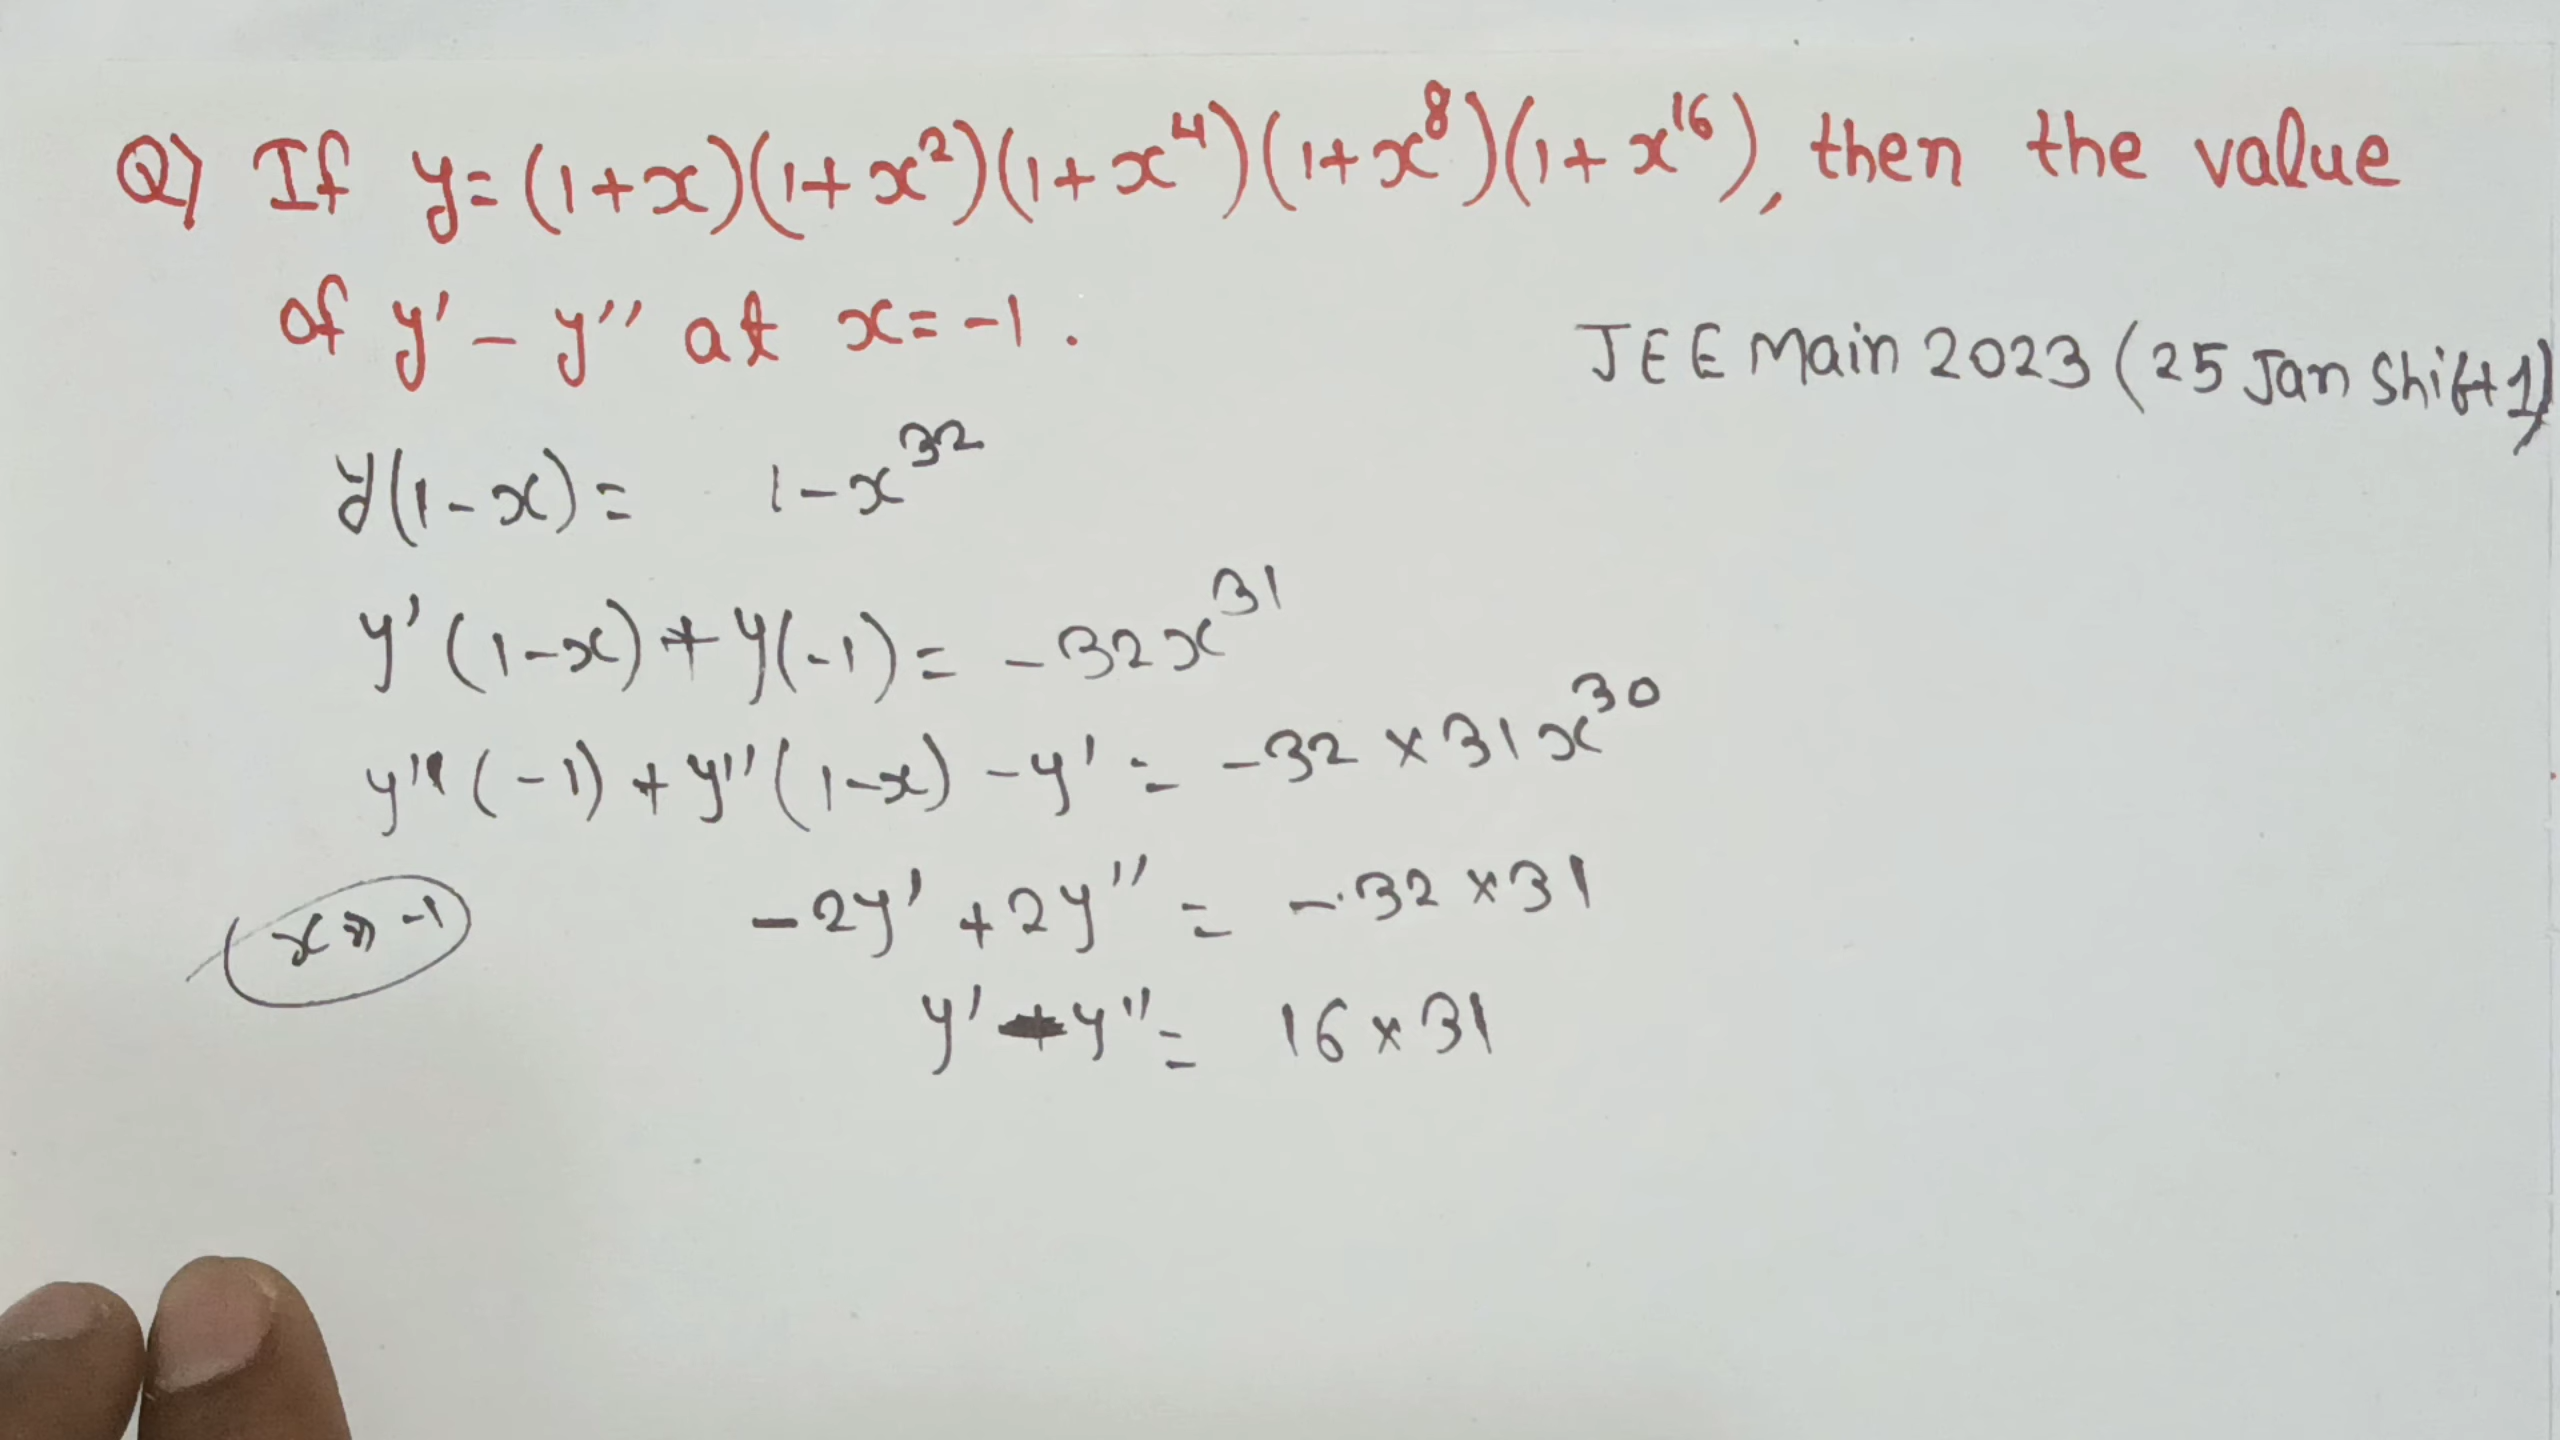 Q) If y=(1+x)(1+x²)(1+x⁴)(1+x⁸)(1+x¹⁶), then the value
of y' - y'' at x=-1.
JEE Main 2023 (25 Jan Shift 1)
y(1-x)= 1-x³²
y'(1-x)+y(-1)= -32x³¹
y'(-1)+y''(1-x)-y' = -32×31x³⁰
x=-1
-2y'+2y''= -32×31
y'-y''= 16×31